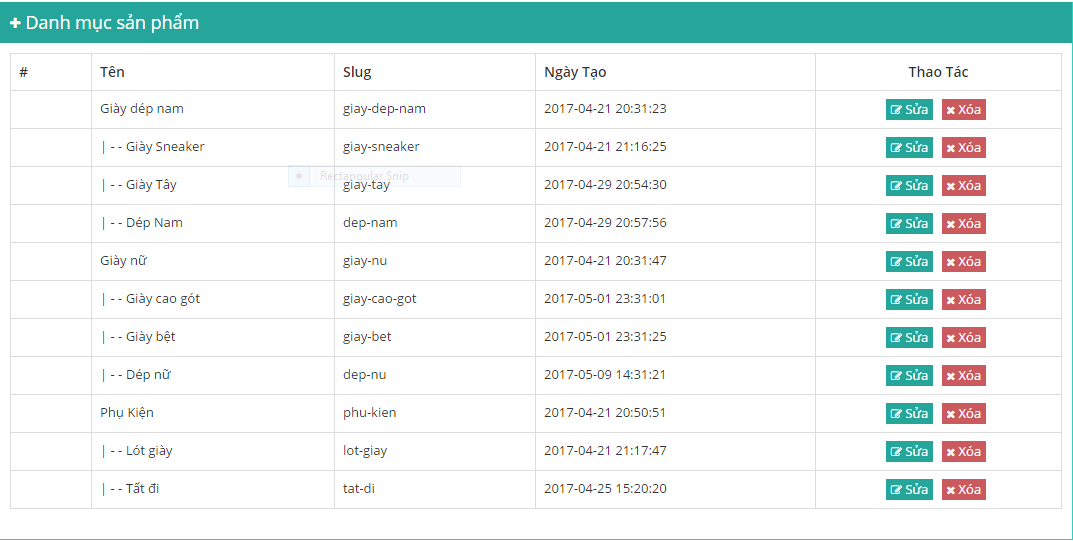 Danh mục sản phẩm
# Tên Slug Ngày Tạo Thao Tác
Giày dép nam giay-dep-nam 2017-04-21 20:31:23 Sửa Xóa
| - - Giày Sneaker giay-sneaker 2017-04-21 21:16:25 Sửa Xóa
Rectangular Snip
| - - Giày Tây giay-tay 2017-04-29 20:54:30 Sửa Xóa
| - - Dép Nam dep-nam 2017-04-29 20:57:56 Sửa Xóa
Giày nữ giay-nu 2017-04-21 20:31:47 Sửa Xóa
| - - Giày cao gót giay-cao-got 2017-05-01 23:31:01 Sửa Xóa
| - - Giày bệt giay-bet 2017-05-01 23:31:25 Sửa Xóa
| - - Dép nữ dep-nu 2017-05-09 14:31:21 Sửa Xóa
Phụ Kiện phu-kien 2017-04-21 20:50:51 Sửa Xóa
| - - Lót giày lot-giay 2017-04-21 21:17:47 Sửa Xóa
| - - Tất đi tat-di 2017-04-25 15:20:20 Sửa Xóa